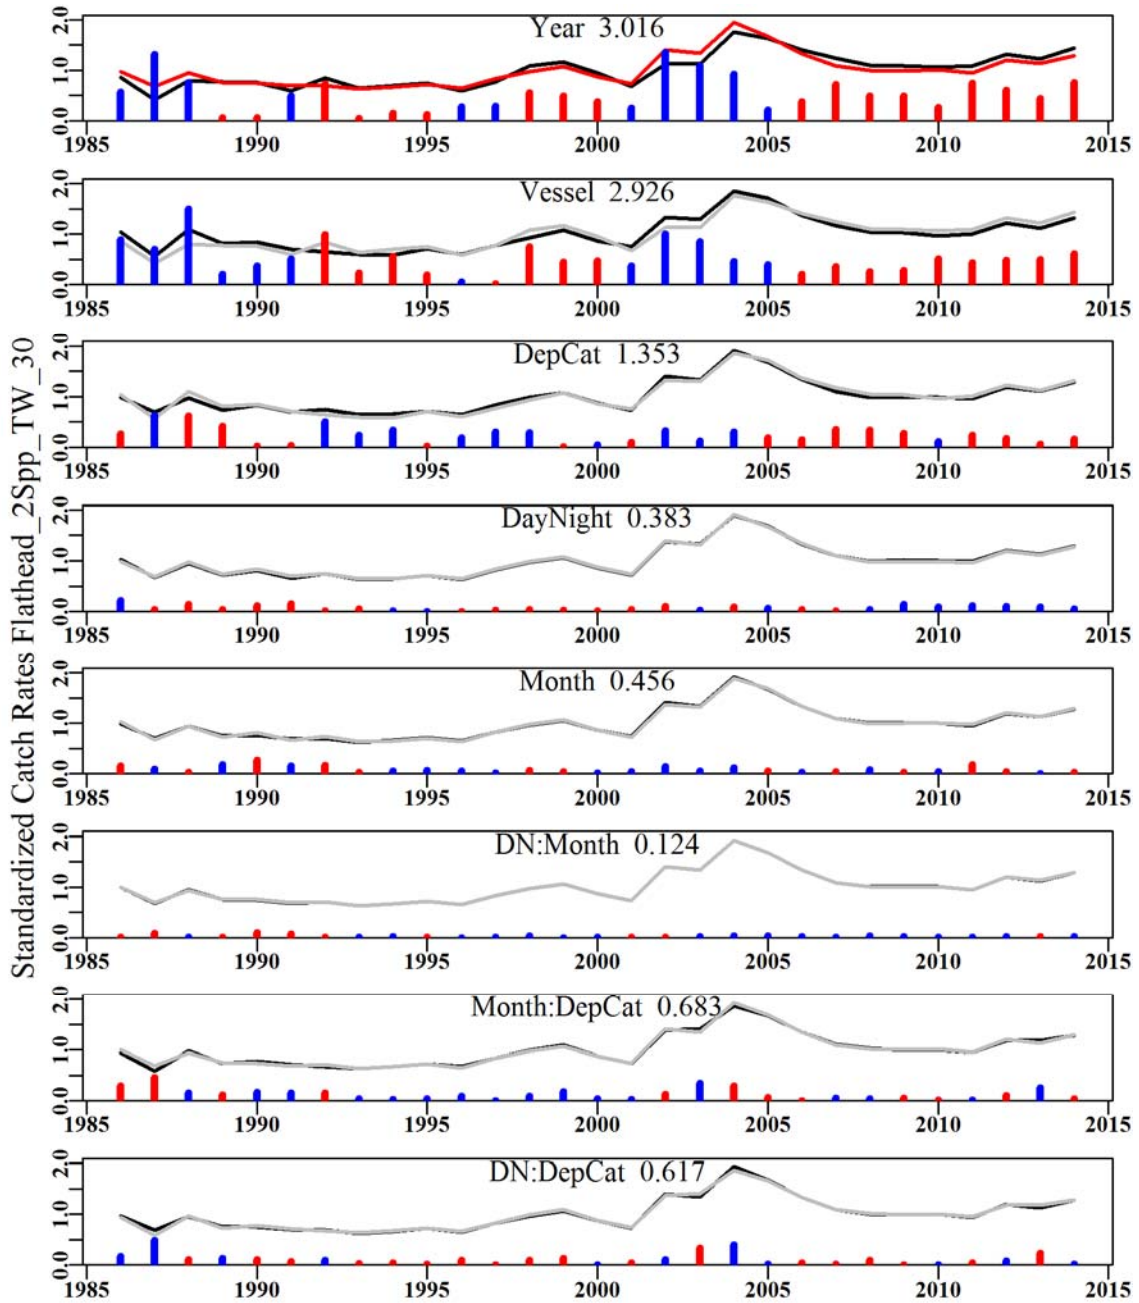 Standardized Catch Rates Flathead_2Spp_TW_30
Year 3.016
0.0 1.0 2.0
1985 1990 1995 2000 2005 2010 2015
Vessel 2.926
0.0 1.0 2.0
1985 1990 1995 2000 2005 2010 2015
DepCat 1.353
0.0 1.0 2.0
1985 1990 1995 2000 2005 2010 2015
DayNight 0.383
0.0 1.0 2.0
1985 1990 1995 2000 2005 2010 2015
Month 0.456
0.0 1.0 2.0
1985 1990 1995 2000 2005 2010 2015
DN:Month 0.124
0.0 1.0 2.0
1985 1990 1995 2000 2005 2010 2015
Month:DepCat 0.683
0.0 1.0 2.0
1985 1990 1995 2000 2005 2010 2015
DN:DepCat 0.617
0.0 1.0 2.0
1985 1990 1995 2000 2005 2010 2015